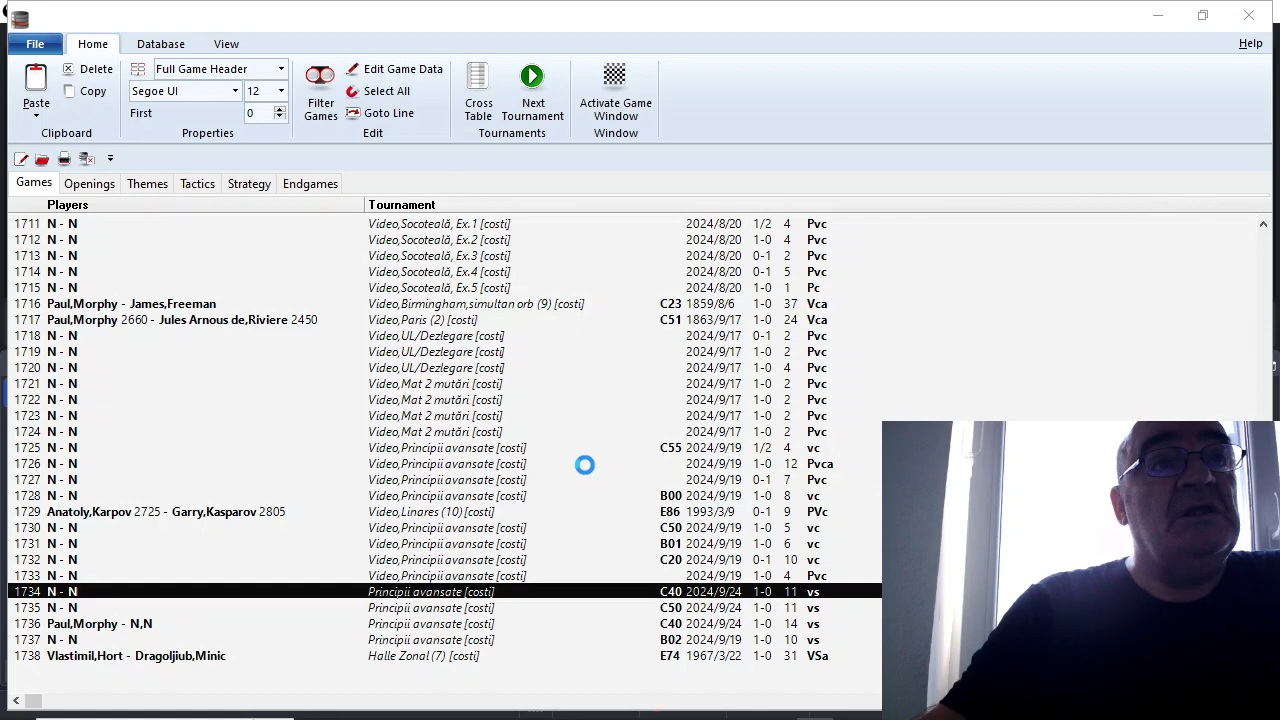 File Home Database View Help
Paste Delete Copy Clipboard
Full Game Header
Segoe UI 12
First 0
Properties
Filter Games Edit Game Data
Select All
Goto Line
Edit
Cross Table Next Tournament
Tournaments
Activate Game Window
Window
Games Openings Themes Tactics Strategy Endgames
Players Tournament
1711 N - N Video,Socoteală, Ex.1 [costi] 2024/8/20 1/2 4 Pvc
1712 N - N Video,Socoteală, Ex.2 [costi] 2024/8/20 1-0 4 Pvc
1713 N - N Video,Socoteală, Ex.3 [costi] 2024/8/20 0-1 2 Pvc
1714 N - N Video,Socoteală, Ex.4 [costi] 2024/8/20 0-1 5 Pvc
1715 N - N Video,Socoteală, Ex.5 [costi] 2024/8/20 1-0 1 Pc
1716 Paul,Morphy - James,Freeman Video,Birmingham,simultan orb (9) [costi] C23 1859/8/6 1-0 37 Vca
1717 Paul,Morphy 2660 - Jules Arnous de,Riviere 2450 Video,Paris (2) [costi] C51 1863/9/17 1-0 24 Vca
1718 N - N Video,UL/Dezlegare [costi] 2024/9/17 0-1 2 Pvc
1719 N - N Video,UL/Dezlegare [costi] 2024/9/17 1-0 2 Pvc
1720 N - N Video,UL/Dezlegare [costi] 2024/9/17 1-0 4 Pvc
1721 N - N Video,Mat 2 mutări [costi] 2024/9/17 1-0 2 Pvc
1722 N - N Video,Mat 2 mutări [costi] 2024/9/17 1-0 2 Pvc
1723 N - N Video,Mat 2 mutări [costi] 2024/9/17 1-0 2 Pvc
1724 N - N Video,Mat 2 mutări [costi] 2024/9/17 1-0 2 Pvc
1725 N - N Video,Principii avansate [costi] C55 2024/9/19 1/2 4 vc
1726 N - N Video,Principii avansate [costi] 2024/9/19 1-0 12 Pvca
1727 N - N Video,Principii avansate [costi] 2024/9/19 0-1 7 Pvc
1728 N - N Video,Principii avansate [costi] B00 2024/9/19 1-0 8 vc
1729 Anatoly,Karpov 2725 - Garry,Kasparov 2805 Video,Linares (10) [costi] E86 1993/3/9 0-1 9 PVc
1730 N - N Video,Principii avansate [costi] C50 2024/9/19 1-0 5 vc
1731 N - N Video,Principii avansate [costi] B01 2024/9/19 1-0 6 vc
1732 N - N Video,Principii avansate [costi] C20 2024/9/19 0-1 10 vc
1733 N - N Video,Principii avansate [costi] 2024/9/19 1-0 4 Pvc
1734 N - N Principii avansate [costi] C40 2024/9/24 1-0 11 vs
1735 N - N Principii avansate [costi] C50 2024/9/24 1-0 11 vs
1736 Paul,Morphy - N,N Principii avansate [costi] C40 2024/9/24 1-0 14 vs
1737 N - N Principii avansate [costi] B02 2024/9/19 1-0 10 vs
1738 Vlastimil,Hort - Dragoljiub,Minic Halle Zonal (7) [costi] E74 1967/3/22 1-0 31 VSa